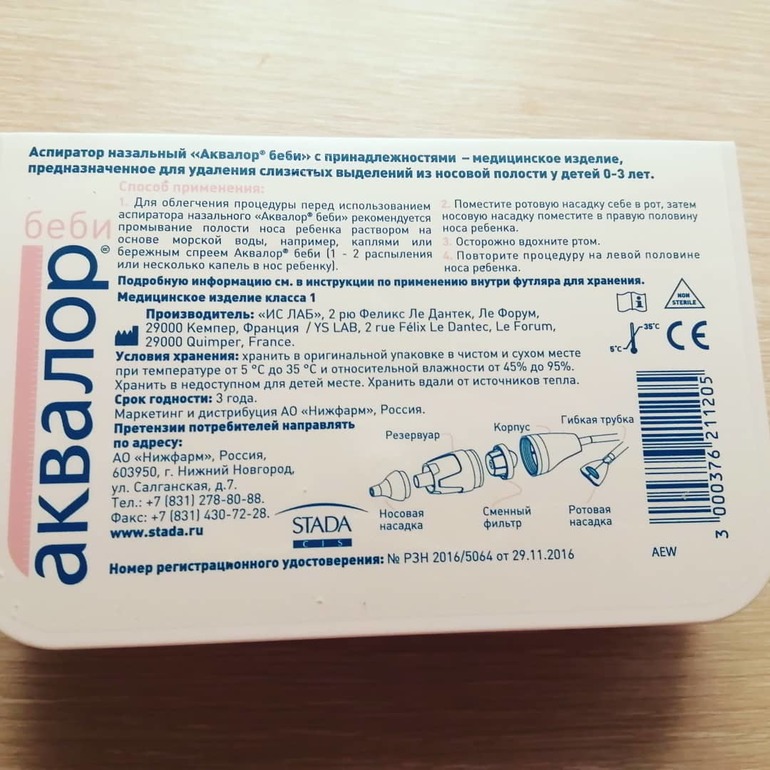 Аспиратор назальный «Аквалор® беби» с принадлежностями – медицинское изделие,
предназначенное для удаления слизистых выделений из носовой полости у детей 0-3 лет.
Способ применения:
1. Для облегчения процедуры перед использованием
аспиратора назального «Аквалор® беби» рекомендуется
промывание полости носа ребенка раствором на
основе морской воды, например, каплями или
бережным спреем Аквалор® беби (1 - 2 распыления
или несколько капель в нос ребенку).
2. Поместите ротовую насадку себе в рот, затем
носовую насадку поместите в правую половину
носа ребенка.
3. Осторожно вдохните ртом.
4. Повторите процедуру на левой половине
носа ребенка.
Подробную информацию см. в инструкции по применению внутри футляра для хранения.
Медицинское изделие класса 1
Производитель: «ИС ЛАБ», 2 рю Феликс Ле Дантек, Ле Форум,
29000 Кемпер, Франция / YS LAB, 2 rue Félix Le Dantec, Le Forum,
29000 Quimper, France.
Условия хранения: хранить в оригинальной упаковке в чистом и сухом месте
при температуре от 5 °C до 35 °C и относительной влажности от 45% до 95%.
Хранить в недоступном для детей месте. Хранить вдали от источников тепла.
Срок годности: 3 года.
Маркетинг и дистрибуция АО «Нижфарм», Россия.
Претензии потребителей направлять
по адресу:
АО «Нижфарм», Россия,
603950, г. Нижний Новгород,
ул. Салганская, д.7.
Тел.: +7 (831) 278-80-88.
Факс: +7 (831) 430-72-28.
www.stada.ru
STADA
CIS
Резервуар
Корпус
Гибкая трубка
Носовая
насадка
Сменный
фильтр
Ротовая
насадка
Номер регистрационного удостоверения: № РЗН 2016/5064 от 29.11.2016
AEW
беби
аквалор®
NON
STERILE
35°C
5°C
CE
3 000376 211205